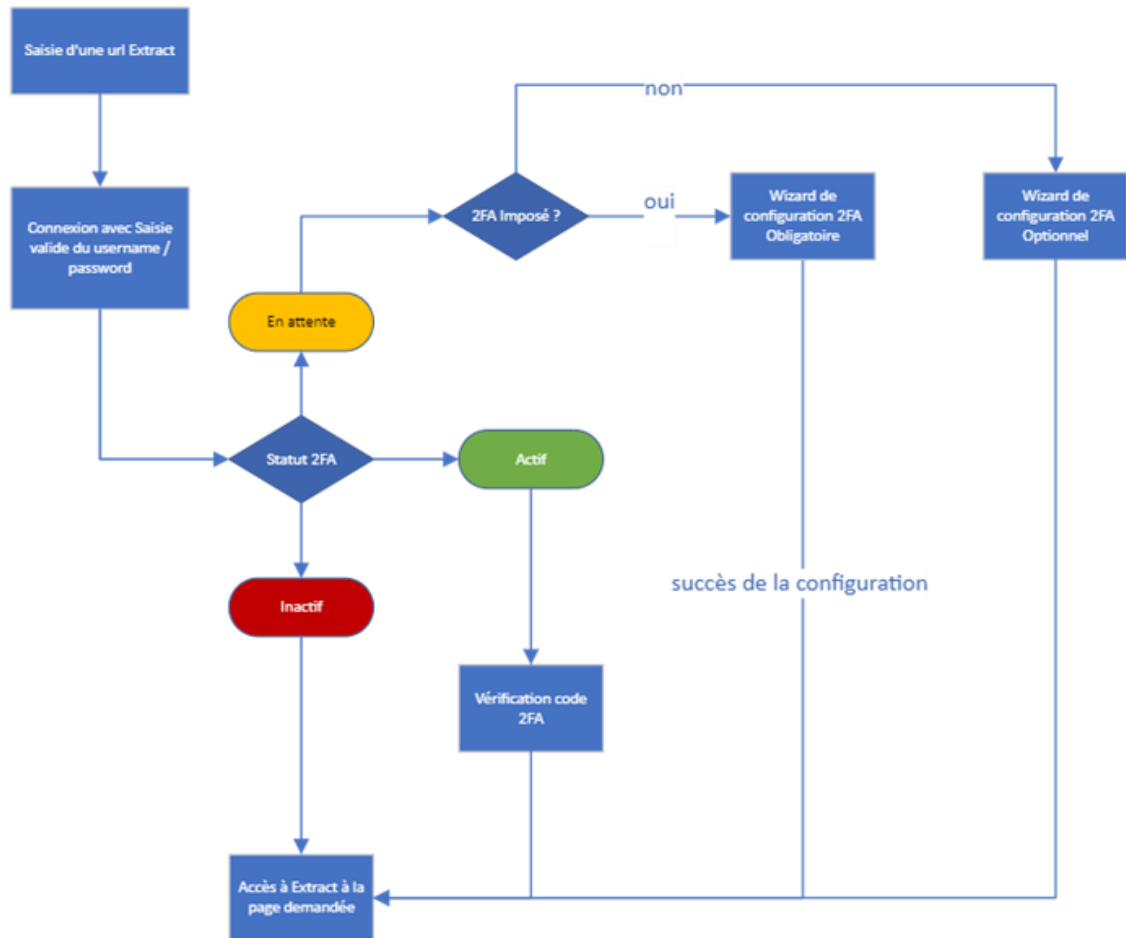 Saisie d'une url Extract
non
Connexion avec Saisie
valide du username /
password
2FA Imposé ?
oui
Wizard de
configuration 2FA
Obligatoire
Wizard de
configuration 2FA
Optionnel
En attente
Statut 2FA
Actif
Inactif
succès de la configuration
Vérification code
2FA
Accès à Extract à la
page demandée